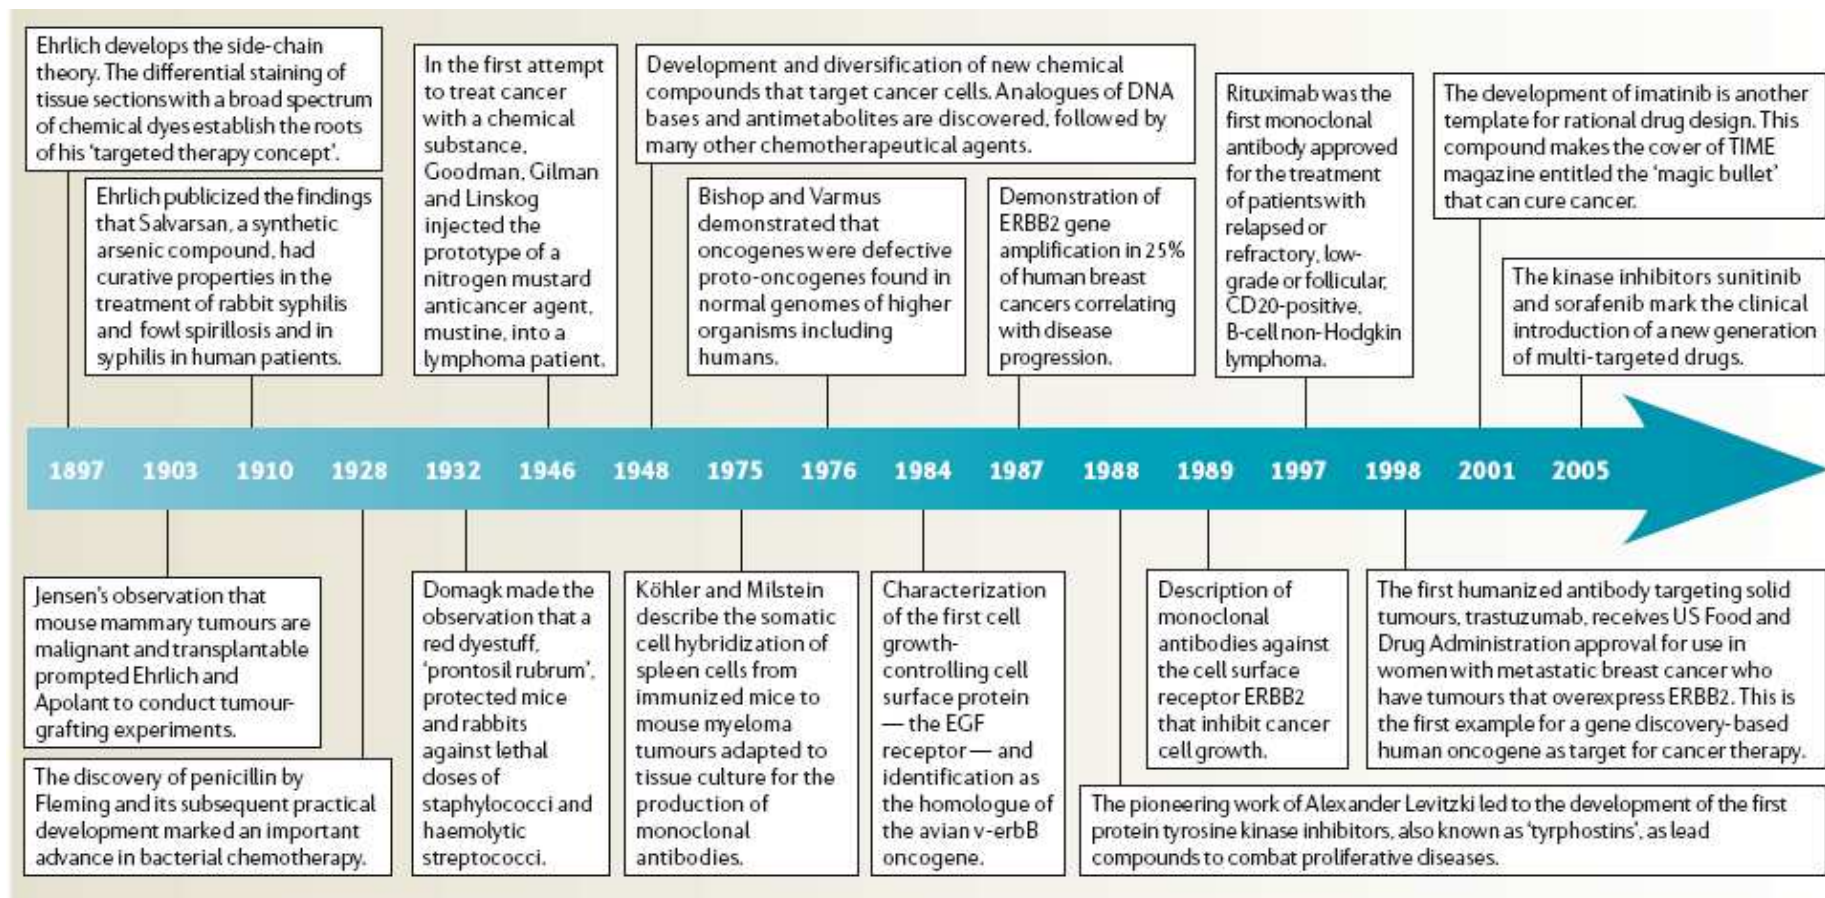 Ehrlich develops the side-chain
theory. The differential staining of
tissue sections with a broad spectrum
of chemical dyes establish the roots
of his ‘targeted therapy concept’.
Ehrlich publicized the findings
that Salvarsan, a synthetic
arsenic compound, had
curative properties in the
treatment of rabbit syphilis
and fowl spirillosis and in
syphilis in human patients.
In the first attempt
to treat cancer
with a chemical
substance,
Goodman, Gilman
and Linskog
injected the
prototype of a
nitrogen mustard
anticancer agent,
mustine, into a
lymphoma patient.
Development and diversification of new chemical
compounds that target cancer cells. Analogues of DNA
bases and antimetabolites are discovered, followed by
many other chemotherapeutical agents.
Bishop and Varmus
demonstrated that
oncogenes were defective
proto-oncogenes found in
normal genomes of higher
organisms including
humans.
Demonstration of
ERBB2 gene
amplification in 25%
of human breast
cancers correlating
with disease
progression.
Rituximab was the
first monoclonal
antibody approved
for the treatment
of patients with
relapsed or
refractory, low-
grade or follicular,
CD20-positive,
B-cell non-Hodgkin
lymphoma.
The development of imatinib is another
template for rational drug design. This
compound makes the cover of TIME
magazine entitled the ‘magic bullet’
that can cure cancer.
The kinase inhibitors sunitinib
and sorafenib mark the clinical
introduction of a new generation
of multi-targeted drugs.
1897 1903 1910 1928 1932 1946 1948 1975 1976 1984 1987 1988 1989 1997 1998 2001 2005
Jensen's observation that
mouse mammary tumours are
malignant and transplantable
prompted Ehrlich and
Apolant to conduct tumour-
grafting experiments.
The discovery of penicillin by
Fleming and its subsequent practical
development marked an important
advance in bacterial chemotherapy.
Domagk made the
observation that a
red dyestuff,
‘prontosil rubrum’,
protected mice
and rabbits
against lethal
doses of
staphylococci and
haemolytic
streptococci.
Köhler and Milstein
describe the somatic
cell hybridization of
spleen cells from
immunized mice to
mouse myeloma
tumours adapted to
tissue culture for the
production of
monoclonal
antibodies.
Characterization
of the first cell
growth-
controlling cell
surface protein
— the EGF
receptor — and
identification as
the homologue of
the avian v-erbB
oncogene.
Description of
monoclonal
antibodies against
the cell surface
receptor ERBB2
that inhibit cancer
cell growth.
The first humanized antibody targeting solid
tumours, trastuzumab, receives US Food and
Drug Administration approval for use in
women with metastatic breast cancer who
have tumours that overexpress ERBB2. This is
the first example for a gene discovery-based
human oncogene as target for cancer therapy.
The pioneering work of Alexander Levitzki led to the development of the first
protein tyrosine kinase inhibitors, also known as ‘tyrphostins’, as lead
compounds to combat proliferative diseases.